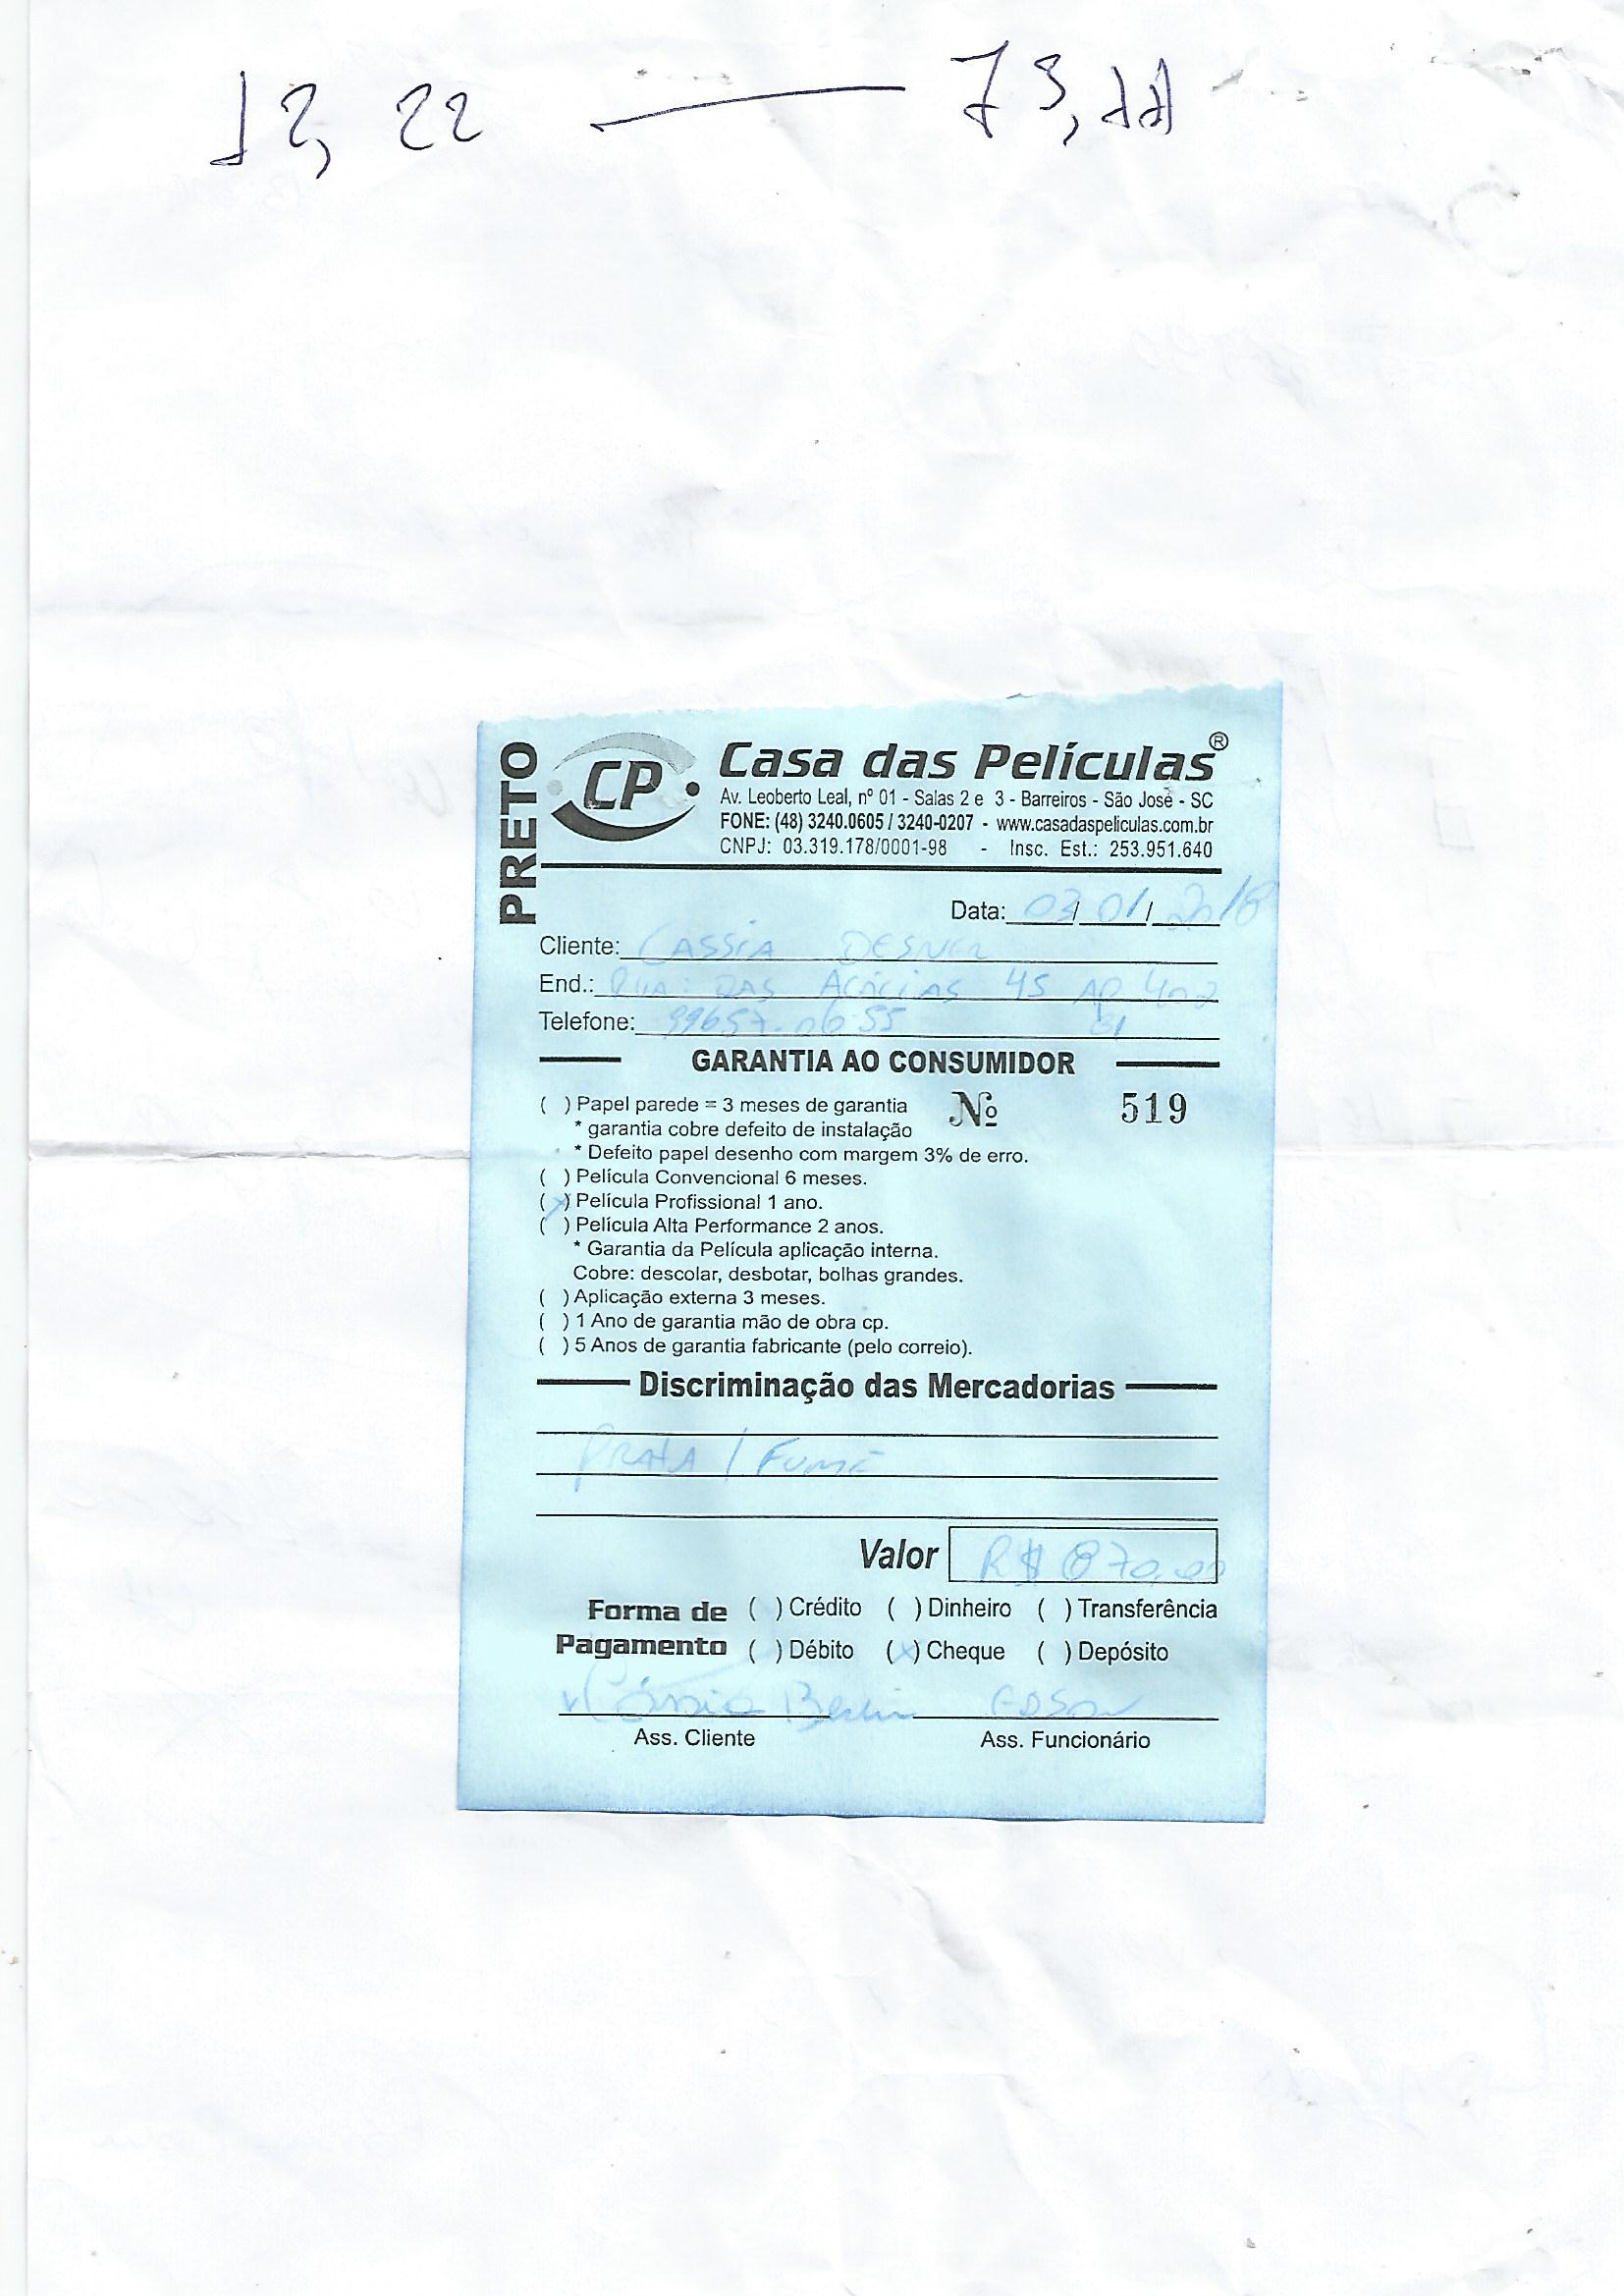 12,22 — 73,11
PRETO
CP
Casa das Películas®
Av. Leoberto Leal, nº 01 - Salas 2 e 3 - Barreiros - São José - SC
FONE: (48) 3240.0605 / 3240-0207 - www.casadaspeliculas.com.br
CNPJ: 03.319.178/0001-98 - Insc. Est.: 253.951.640
Data: 03/01/2018
Cliente: CASSIA
End.: RUA: DAS ACÁCIAS 45 AP 402
Telefone: 99657.0655 B1
GARANTIA AO CONSUMIDOR
( ) Papel parede = 3 meses de garantia Nº 519
* garantia cobre defeito de instalação
* Defeito papel desenho com margem 3% de erro.
( ) Película Convencional 6 meses.
(x) Película Profissional 1 ano.
( ) Película Alta Performance 2 anos.
* Garantia da Película aplicação interna.
Cobre: descolar, desbotar, bolhas grandes.
( ) Aplicação externa 3 meses.
( ) 1 Ano de garantia mão de obra cp.
( ) 5 Anos de garantia fabricante (pelo correio).
Discriminação das Mercadorias
PRATA / FUMÊ
Valor R$ 870,00
Forma de ( ) Crédito ( ) Dinheiro ( ) Transferência
Pagamento ( ) Débito (x) Cheque ( ) Depósito
Cássia EDSON
Ass. Cliente Ass. Funcionário